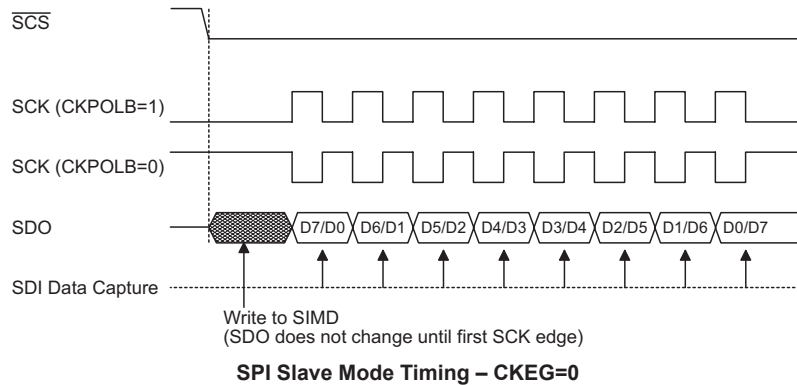 SCS
SCK (CKPOLB=1)
SCK (CKPOLB=0)
SDO
D7/D0 D6/D1 D5/D2 D4/D3 D3/D4 D2/D5 D1/D6 D0/D7
SDI Data Capture
Write to SIMD
(SDO does not change until first SCK edge)
SPI Slave Mode Timing – CKEG=0